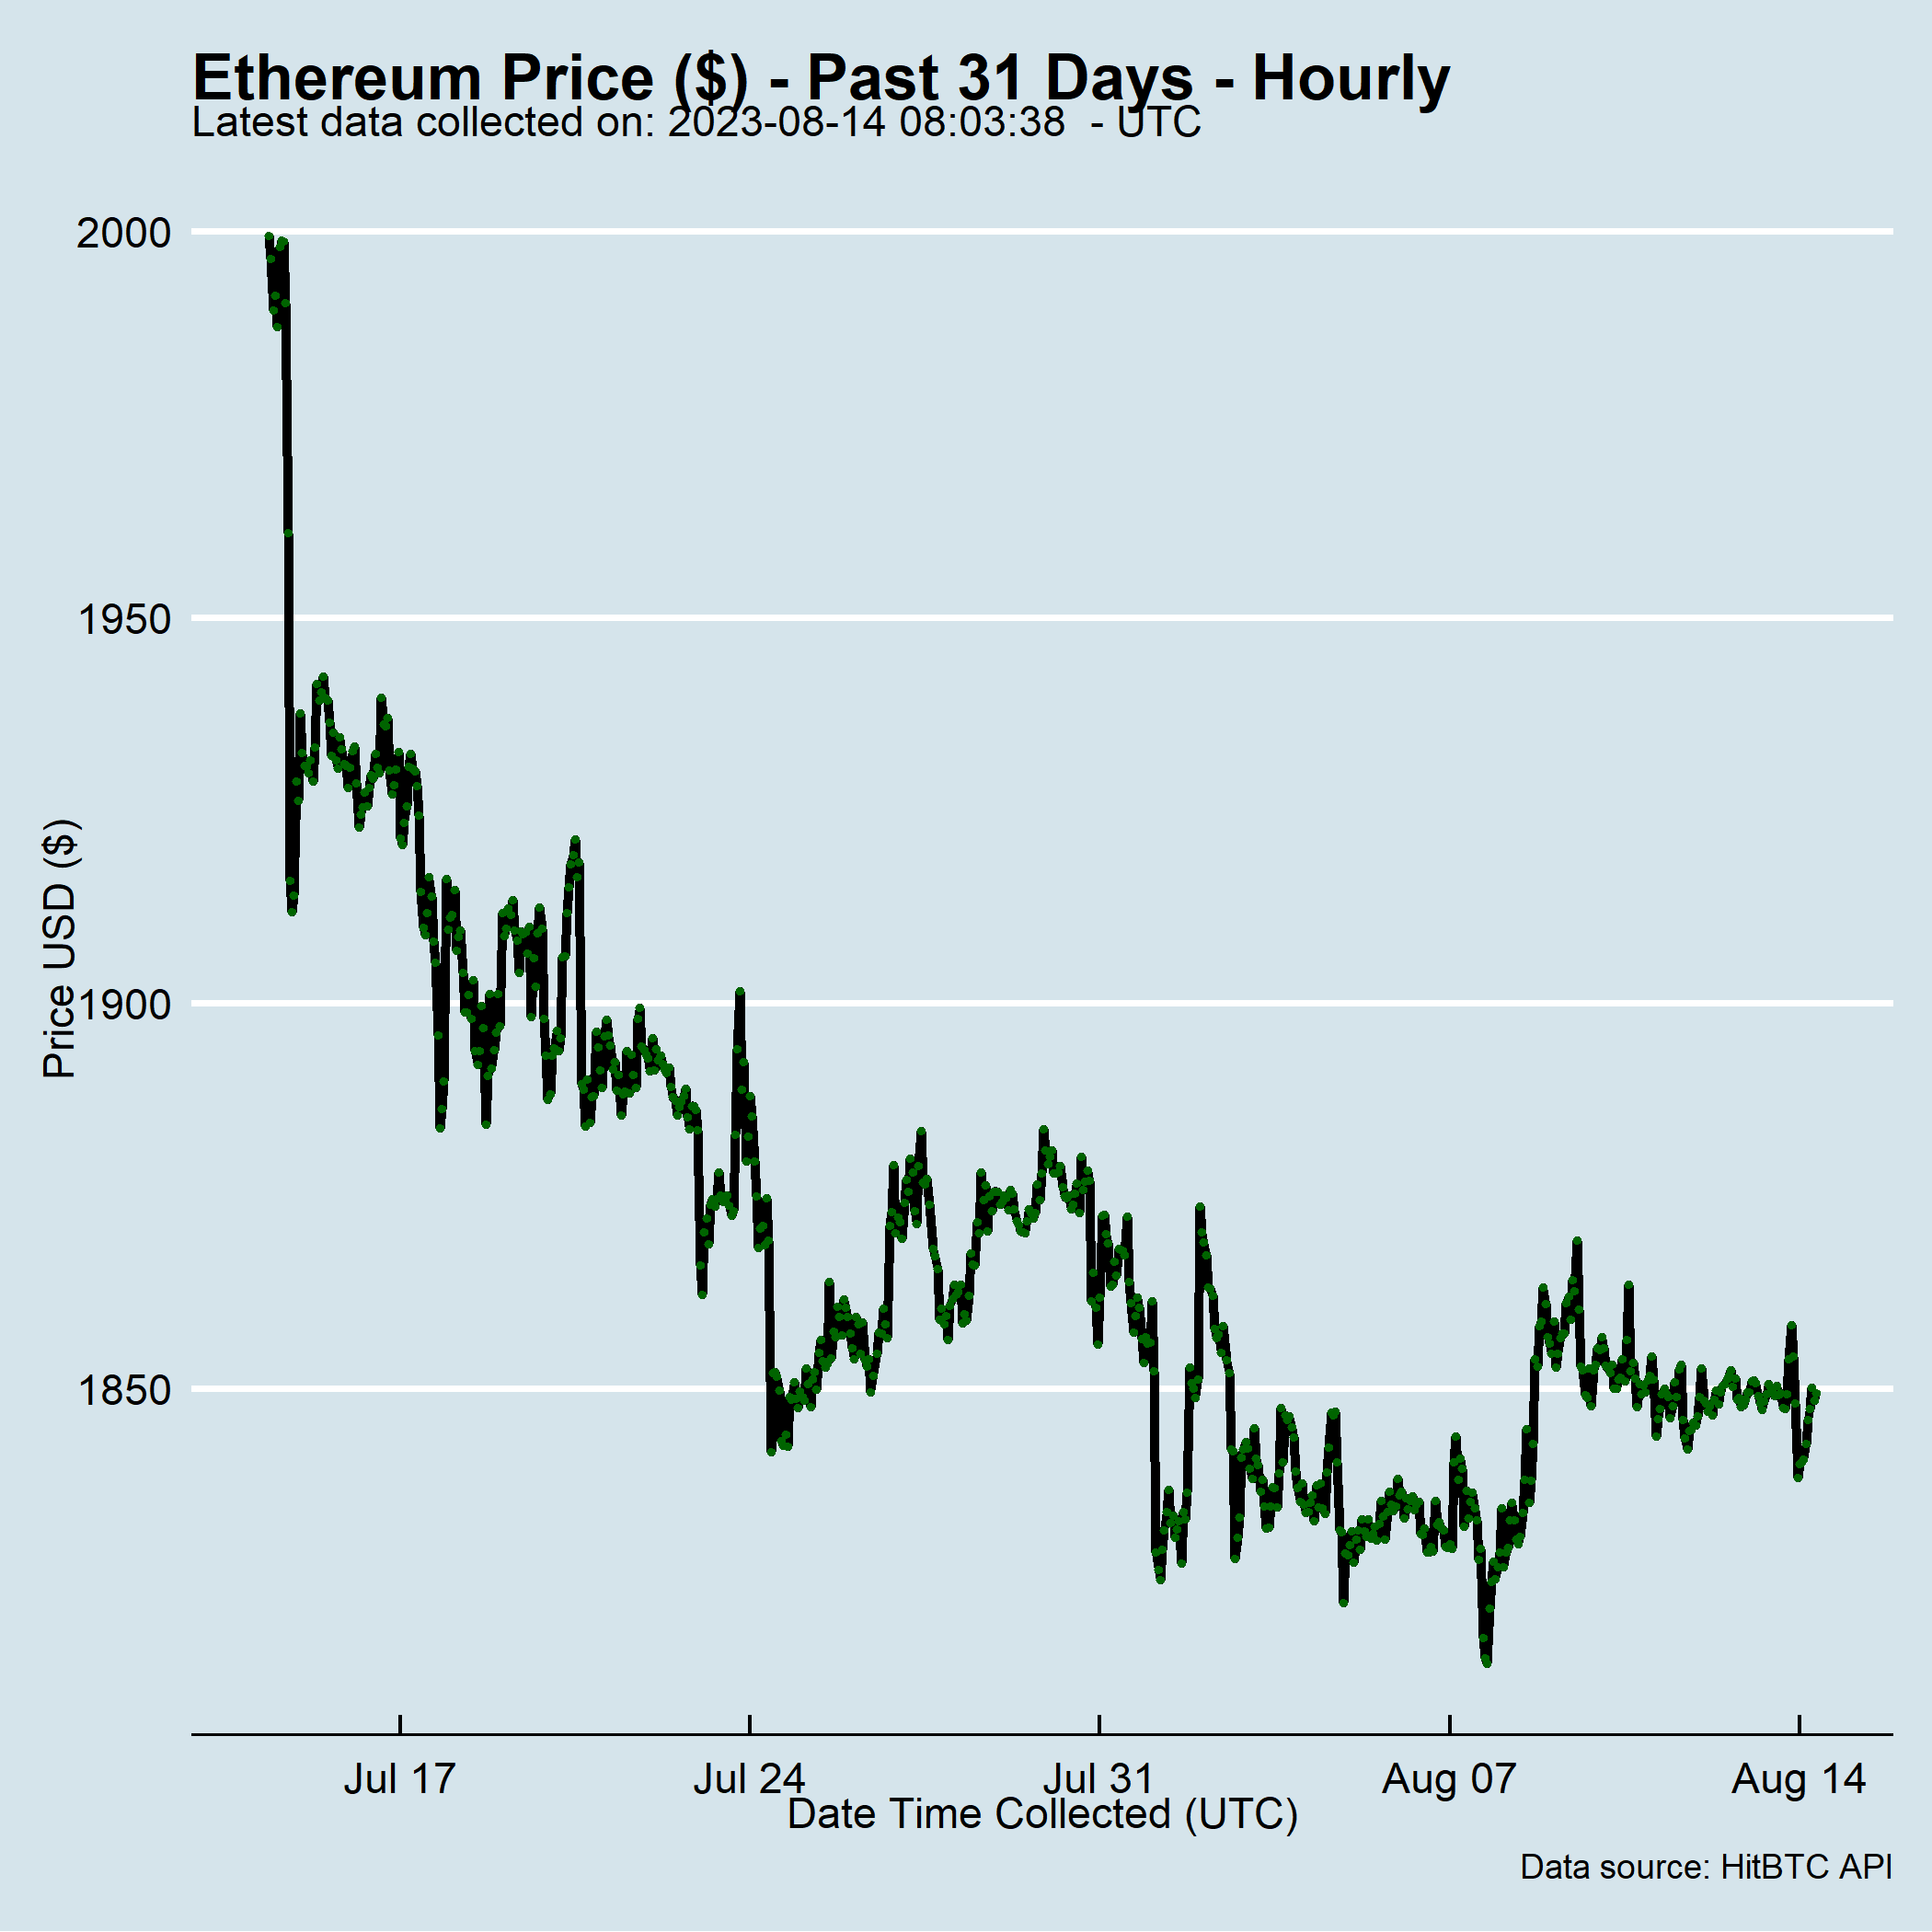 Ethereum Price ($) - Past 31 Days - Hourly
Latest data collected on: 2023-08-14 08:03:38  - UTC
2000
1950
1900
1850
Price USD ($)
Jul 17
Jul 24
Jul 31
Aug 07
Aug 14
Date Time Collected (UTC)
Data source: HitBTC API